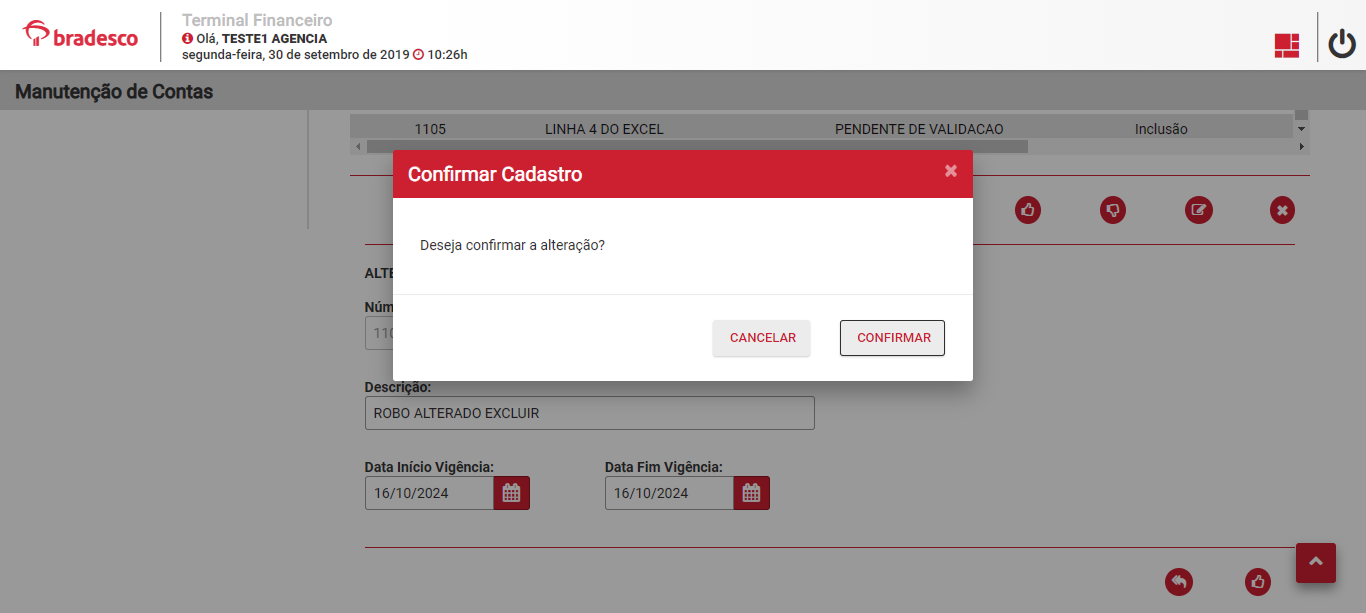 bradesco
Terminal Financeiro
Olá, TESTE1 AGENCIA
segunda-feira, 30 de setembro de 2019 10:26h
Manutenção de Contas
1105 LINHA 4 DO EXCEL PENDENTE DE VALIDACAO Inclusão
Confirmar Cadastro ×
Deseja confirmar a alteração?
CANCELAR CONFIRMAR
ALTE
Núm
110
Descrição:
ROBO ALTERADO EXCLUIR
Data Início Vigência: Data Fim Vigência:
16/10/2024 16/10/2024